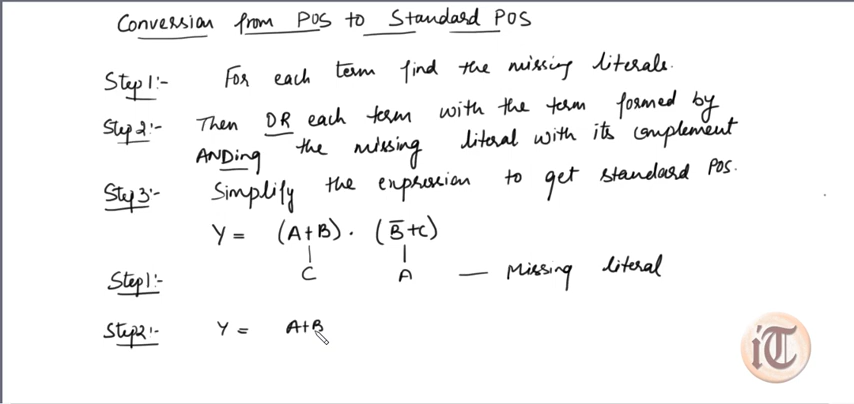 Conversion from POS to Standard POS
Step 1:- For each term find the missing literals.
Step 2:- Then OR each term with the term formed by
ANDing the missing literal with its complement
Step 3:- Simplify the expression to get standard POS.
Y = (A+B) . (B̅+C)
Step 1:- C A — Missing literal
Step 2:- Y = A+B
iT